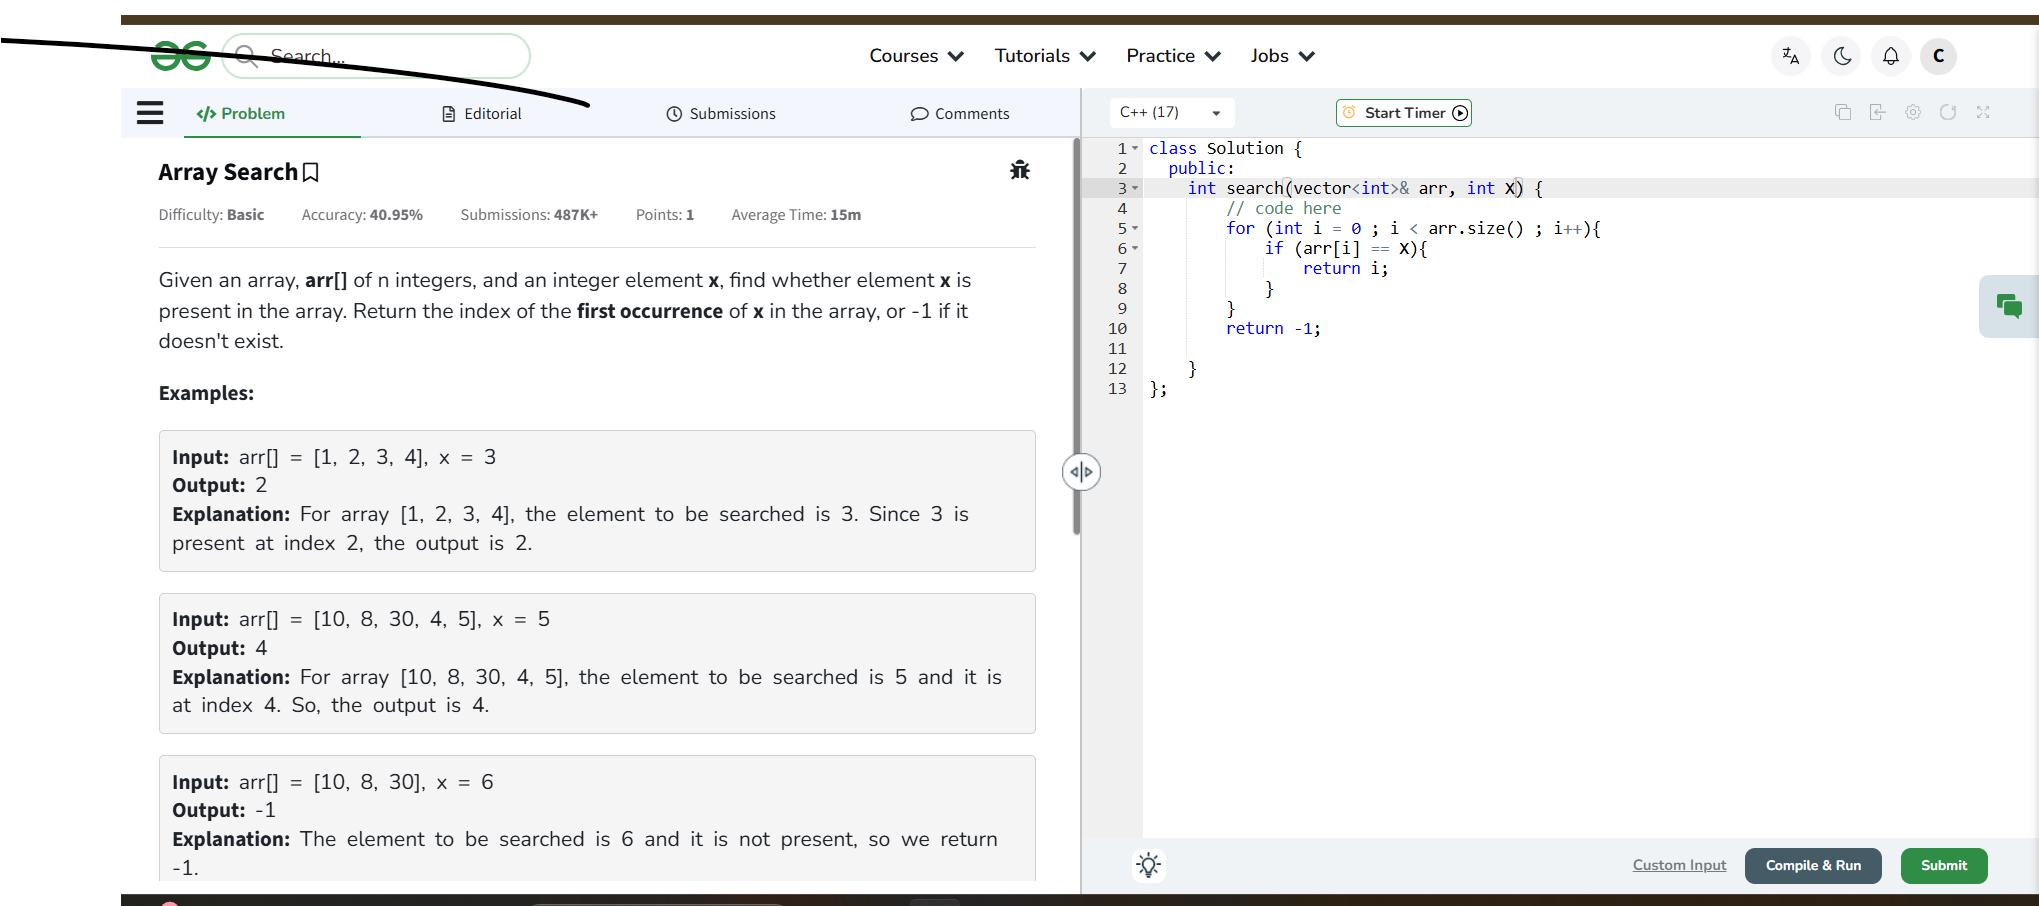 Search...
Courses Tutorials Practice Jobs
C
Problem Editorial Submissions Comments
Array Search
Difficulty: Basic Accuracy: 40.95% Submissions: 487K+ Points: 1 Average Time: 15m
Given an array, arr[] of n integers, and an integer element x, find whether element x is
present in the array. Return the index of the first occurrence of x in the array, or -1 if it
doesn't exist.
Examples:
Input: arr[] = [1, 2, 3, 4], x = 3
Output: 2
Explanation: For array [1, 2, 3, 4], the element to be searched is 3. Since 3 is
present at index 2, the output is 2.
Input: arr[] = [10, 8, 30, 4, 5], x = 5
Output: 4
Explanation: For array [10, 8, 30, 4, 5], the element to be searched is 5 and it is
at index 4. So, the output is 4.
Input: arr[] = [10, 8, 30], x = 6
Output: -1
Explanation: The element to be searched is 6 and it is not present, so we return
-1.
C++ (17) Start Timer
1 class Solution {
2   public:
3     int search(vector<int>& arr, int X) {
4         // code here
5         for (int i = 0 ; i < arr.size() ; i++){
6             if (arr[i] == X){
7                 return i;
8             }
9         }
10         return -1;
11
12     }
13 };
Custom Input Compile & Run Submit